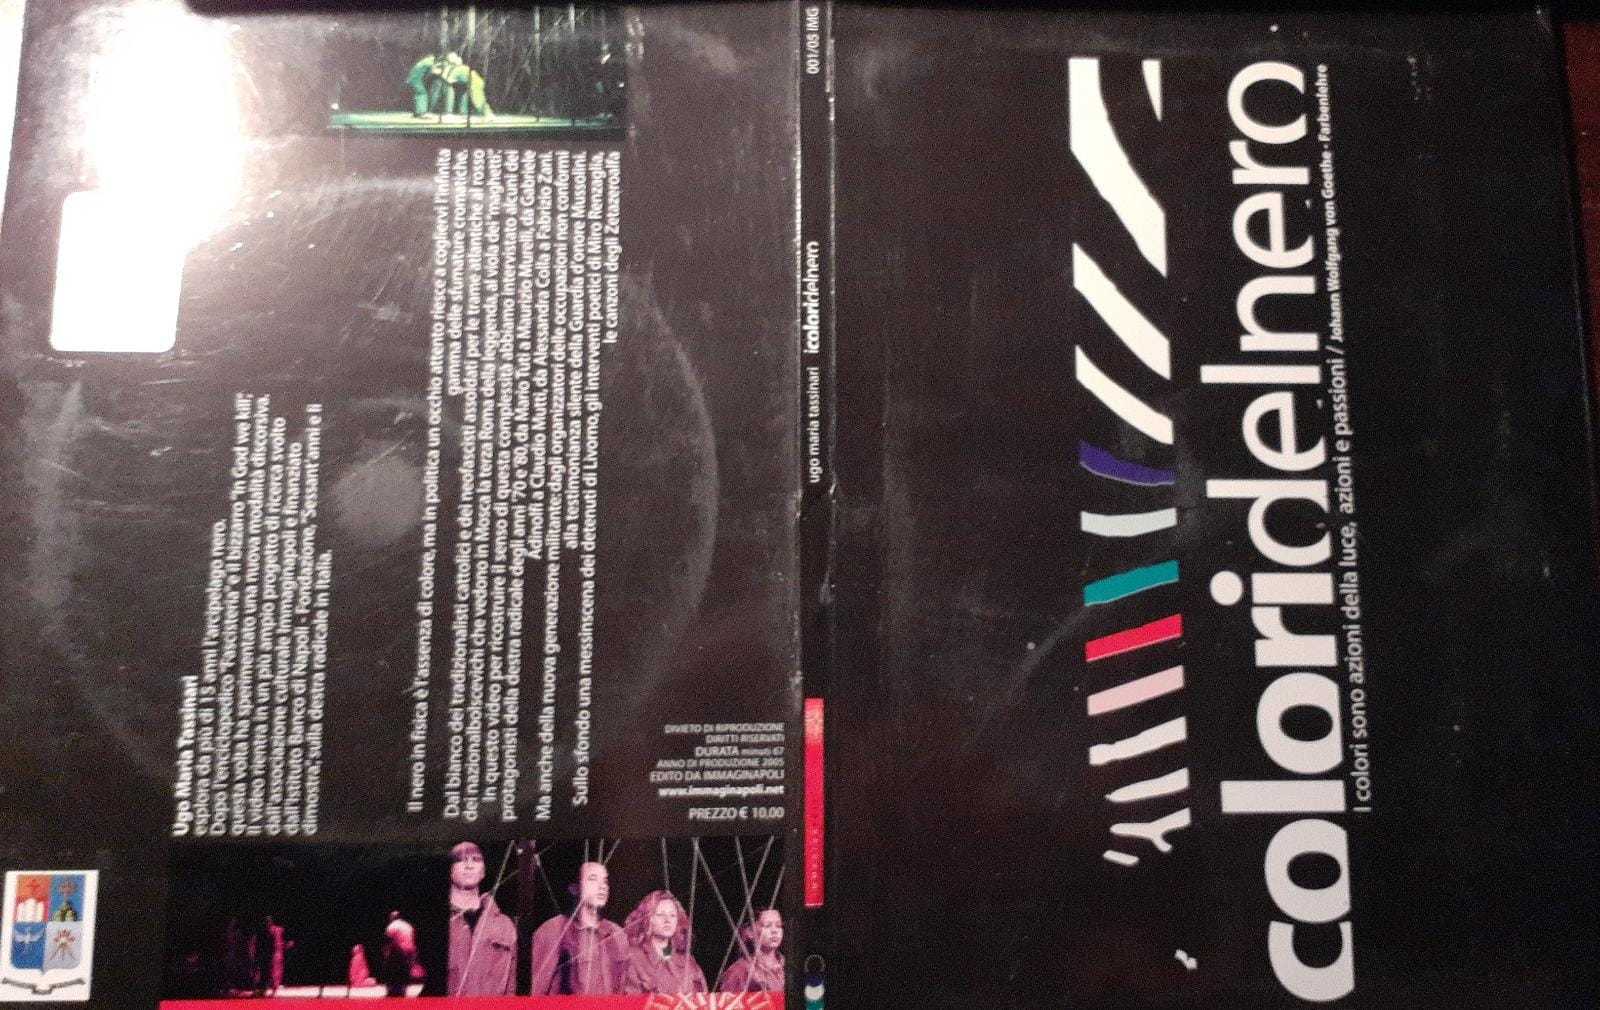 Ugo Maria Tassinari
esplora da più di 15 anni l'arcipelago nero.
Dopo l'enciclopedico "Fascisteria" e il bizzarro "In God we kill",
questa volta ha sperimentato una nuova modalità discorsiva.
Il video rientra in un più ampio progetto di ricerca svolto
dall'associazione culturale Immaginapoli e finanziato
dall'Istituto Banco di Napoli - Fondazione, "Sessant'anni e li
dimostra", sulla destra radicale in Italia.
Il nero in fisica è l'assenza di colore, ma in politica un occhio attento riesce a cogliervi l'infinita
gamma delle sfumature cromatiche.
Dal bianco dei tradizionalisti cattolici e dei neofascisti assoldati per le trame atlantiche al rosso
dei nazionalbolscevichi che vedono in Mosca la terza Roma della leggenda, al viola dei "maghetti".
In questo video per ricostruire il senso di questa complessità abbiamo intervistato alcuni dei
protagonisti della destra radicale degli anni '70 e '80, da Mario Tuti a Maurizio Murelli, da Gabriele
Adinolfi a Claudio Mutti, da Alessandra Colla a Fabrizio Zani.
Ma anche della nuova generazione militante: dagli organizzatori delle occupazioni non conformi
alla testimonianza silente della Guardia d'onore Mussolini.
Sullo sfondo una messinscena dei detenuti di Livorno, gli interventi poetici di Miro Renzaglia,
le canzoni degli Zetazeroalfa
DIVIETO DI RIPRODUZIONE
DIRITTI RISERVATI
DURATA minuti 67
ANNO DI PRODUZIONE 2005
EDITO DA IMMAGINAPOLI
www.immaginapoli.net
PREZZO € 10,00
ugo maria tassinari icoloridelnero 001/05 IMG
coloridelnero
I colori sono azioni della luce, azioni e passioni / Johann Wolfgang von Goethe - Farbenlehre